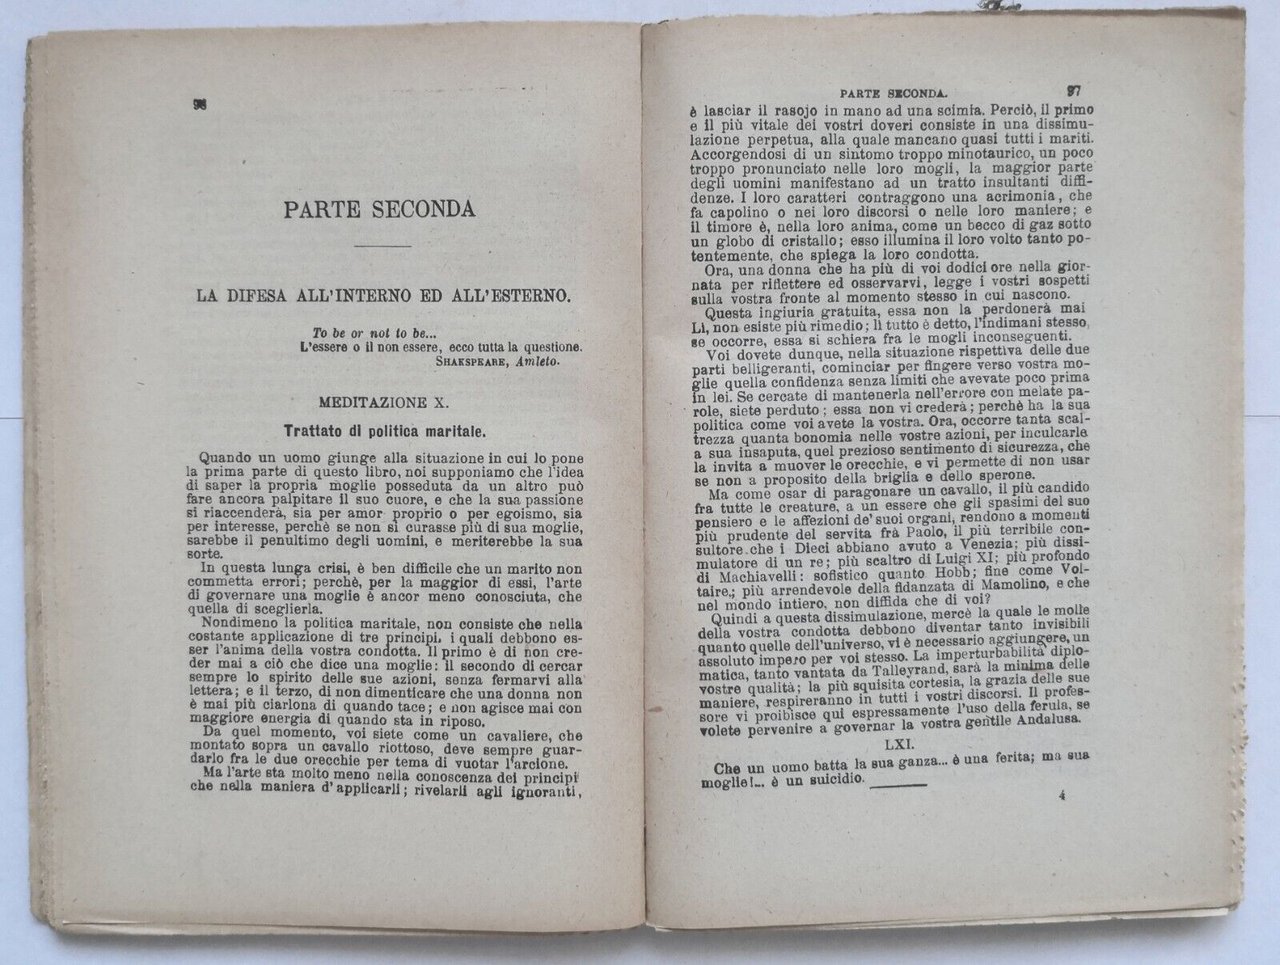 98
PARTE SECONDA
LA DIFESA ALL'INTERNO ED ALL'ESTERNO.
To be or not to be...
L'essere o il non essere, ecco tutta la questione.
SHAKSPEARE, Amleto.
MEDITAZIONE X.
Trattato di politica maritale.
Quando un uomo giunge alla situazione in cui lo pone
la prima parte di questo libro, noi supponiamo che l'idea
di saper la propria moglie posseduta da un altro può
fare ancora palpitare il suo cuore, e che la sua passione
si riaccenderà, sia per amor proprio o per egoismo, sia
per interesse, perchè se non si curasse più di sua moglie,
sarebbe il penultimo degli uomini, e meriterebbe la sua
sorte.
In questa lunga crisi, è ben difficile che un marito non
commetta errori; perchè, per la maggior di essi, l'arte
di governare una moglie è ancor meno conosciuta, che
quella di sceglierla.
Nondimeno la politica maritale, non consiste che nella
costante applicazione di tre principi, i quali debbono es-
ser l'anima della vostra condotta. Il primo è di non cre-
der mai a ciò che dice una moglie: il secondo di cercar
sempre lo spirito delle sue azioni, senza fermarvi alla
lettera; e il terzo, di non dimenticare che una donna non
è mai più ciarlona di quando tace; e non agisce mai con
maggiore energia di quando sta in riposo.
Da quel momento, voi siete come un cavaliere, che
montato sopra un cavallo riottoso, deve sempre guar-
darlo fra le due orecchie per tema di vuotar l'arcione.
Ma l'arte sta molto meno nella conoscenza dei principi
che nella maniera d'applicarli; rivelarli agli ignoranti,
PARTE SECONDA. 97
è lasciar il rasojo in mano ad una scimia. Perciò, il primo
e il più vitale dei vostri doveri consiste in una dissimu-
lazione perpetua, alla quale mancano quasi tutti i mariti.
Accorgendosi di un sintomo troppo minotaurico, un poco
troppo pronunciato nelle loro mogli, la maggior parte
degli uomini manifestano ad un tratto insultanti diffi-
denze. I loro caratteri contraggono una acrimonia, che
fa capolino o nei loro discorsi o nelle loro maniere; e
il timore è, nella loro anima, come un becco di gaz sotto
un globo di cristallo; esso illumina il loro volto tanto po-
tentemente, che spiega la loro condotta.
Ora, una donna che ha più di voi dodici ore nella gior-
nata per riflettere ed osservarvi, legge i vostri sospetti
sulla vostra fronte al momento stesso in cui nascono.
Questa ingiuria gratuita, essa non la perdonerà mai
Lì, non esiste più rimedio; lì tutto è detto, l'indimani stesso,
se occorre, essa si schiera fra le mogli inconseguenti.
Voi dovete dunque, nella situazione rispettiva delle due
parti belligeranti, cominciar per fingere verso vostra mo-
glie quella confidenza senza limiti che avevate poco prima
in lei. Se cercate di mantenerla nell'errore con melate pa-
role, siete perduto; essa non vi crederà; perchè ha la sua
politica come voi avete la vostra. Ora, occorre tanta scal-
trezza quanta bonomia nelle vostre azioni, per inculcarle
a sua insaputa, quel prezioso sentimento di sicurezza, che
la invita a muover le orecchie, e vi permette di non usar
se non a proposito della briglia e dello sperone.
Ma come osar di paragonare un cavallo, il più candido
fra tutte le creature, a un essere che gli spasimi del suo
pensiero e le affezioni de' suoi organi, rendono a momenti
più prudente del servita frà Paolo, il più terribile con-
sultore che i Dieci abbiano avuto a Venezia; più dissi-
mulatore di un re; più scaltro di Luigi XI; più profondo
di Machiavelli: sofistico quanto Hobb; fine come Vol-
taire,; più arrendevole della fidanzata di Mamolino, e che
nel mondo intiero, non diffida che di voi?
Quindi a questa dissimulazione, mercè la quale le molle
della vostra condotta debbono diventar tanto invisibili
quanto quelle dell'universo, vi è necessario aggiungere, un
assoluto impero per voi stesso. La imperturbabilità diplo-
matica, tanto vantata da Talleyrand, sarà la minima delle
vostre qualità; la più squisita cortesia, la grazia delle sue
maniere, respireranno in tutti i vostri discorsi. Il profes-
sore vi proibisce qui espressamente l'uso della ferula, se
volete pervenire a governar la vostra gentile Andalusa.
LXI.
Che un uomo batta la sua ganza... è una ferita; ma sua
moglie!... è un suicidio.
4